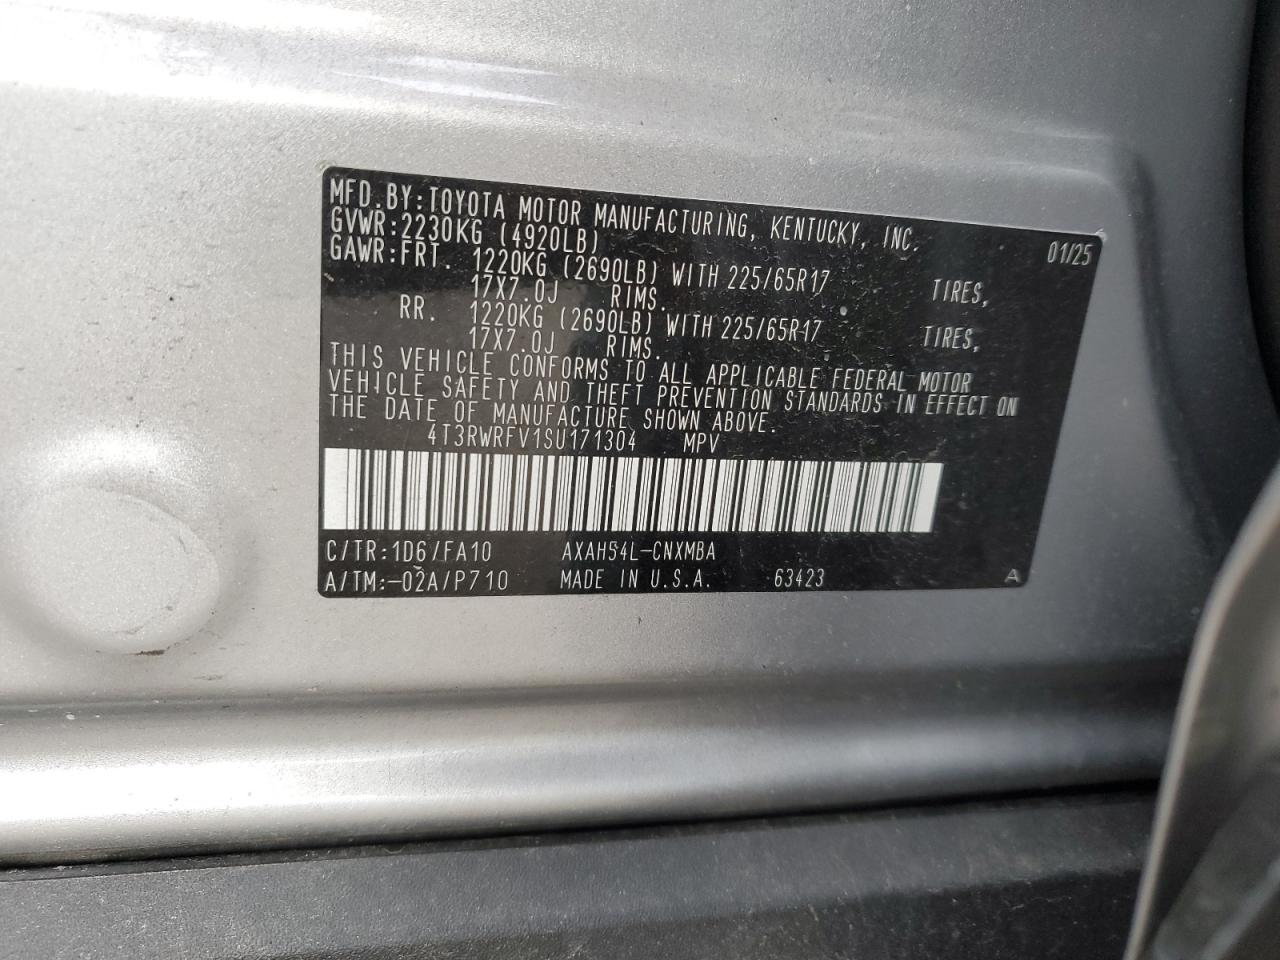 MFD.BY:TOYOTA MOTOR MANUFACTURING, KENTUCKY, INC. 01/25
GVWR:2230KG (4920LB)
GAWR:FRT. 1220KG (2690LB) WITH 225/65R17 TIRES,
17X7.0J RIMS.
RR. 1220KG (2690LB) WITH 225/65R17 TIRES,
17X7.0J RIMS.
THIS VEHICLE CONFORMS TO ALL APPLICABLE FEDERAL MOTOR
VEHICLE SAFETY AND THEFT PREVENTION STANDARDS IN EFFECT ON
THE DATE OF MANUFACTURE SHOWN ABOVE.
4T3RWRFV1SU171304 MPV
C/TR:1D6/FA10 AXAH54L-CNXMBA
A/TM:-02A/P710 MADE IN U.S.A. 63423 A